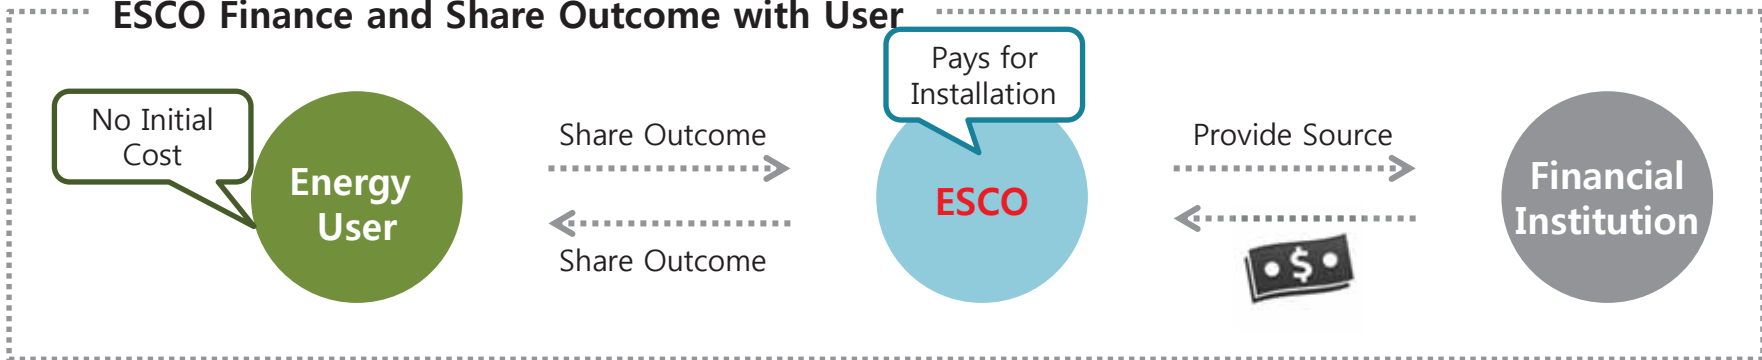 ESCO Finance and Share Outcome with User
Pays for
Installation
No Initial
Cost
Share Outcome
Provide Source
Energy
User
ESCO
Financial
Institution
Share Outcome
$